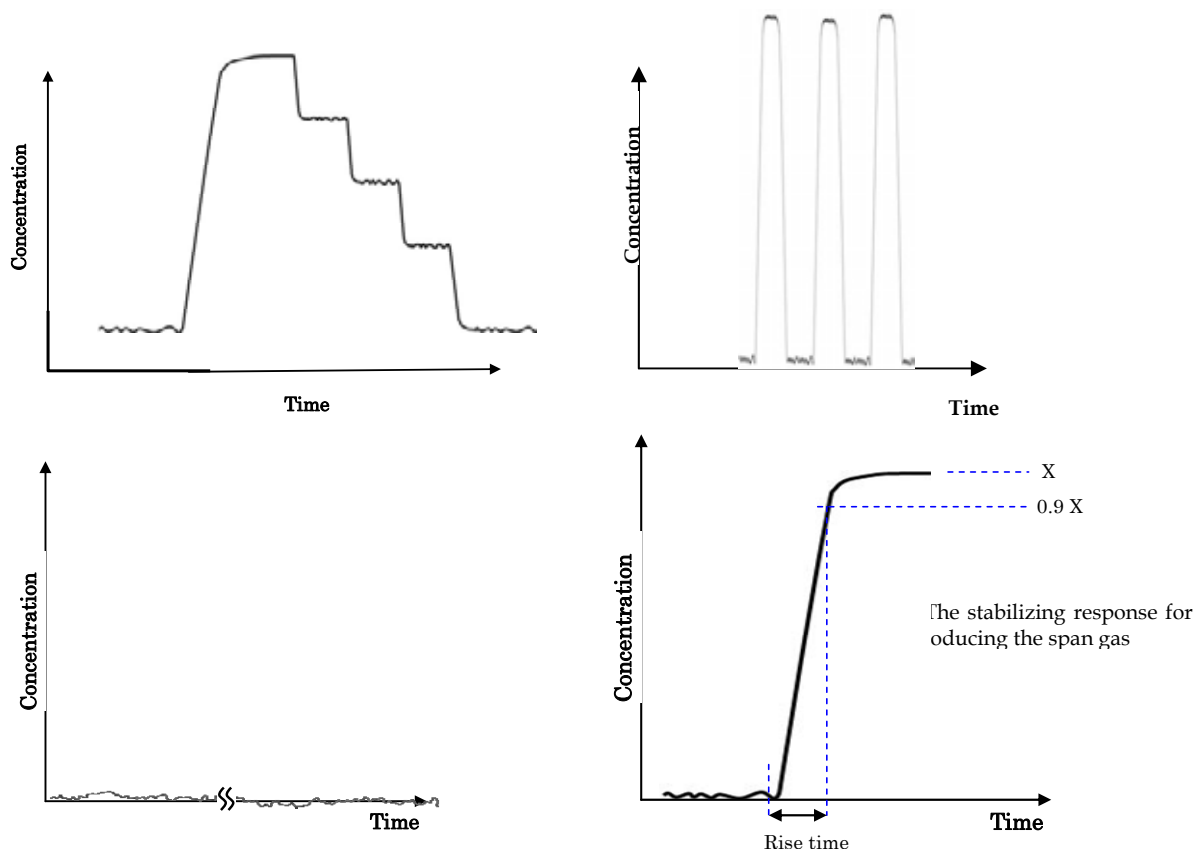 Concentration
Time
Concentration
Time
Concentration
Time
Concentration
X
0.9 X
The stabilizing response for
oducing the span gas
Time
Rise time